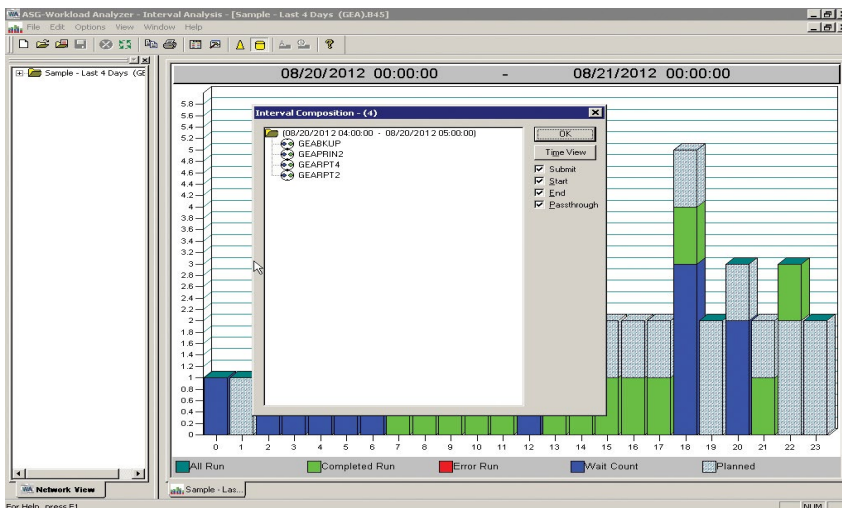 ASG-Workload Analyzer - Interval Analysis - [Sample - Last 4 Days (GEA).B45]
File Edit Options View Window Help
Sample - Last 4 Days (GE
08/20/2012 00:00:00 - 08/21/2012 00:00:00
5.8
5.6
5.4
5.2
5
4.8
4.6
4.4
4.2
4
3.8
3.6
3.4
3.2
3
2.8
2.6
2.4
2.2
2
1.8
1.6
1.4
1.2
1
0.8
0.6
0.4
0.2
0
Interval Composition - (4)
(08/20/2012 04:00:00 - 08/20/2012 05:00:00)
GEABKUP
GEAPRIN2
GEARPT4
GEARPT2
OK
Time View
Submit
Start
End
Passthrough
0 1 2 3 4 5 6 7 8 9 10 11 12 13 14 15 16 17 18 19 20 21 22 23
All Run Completed Run Error Run Wait Count Planned
WA Network View
Sample - Las...
For Help, press F1
NUM